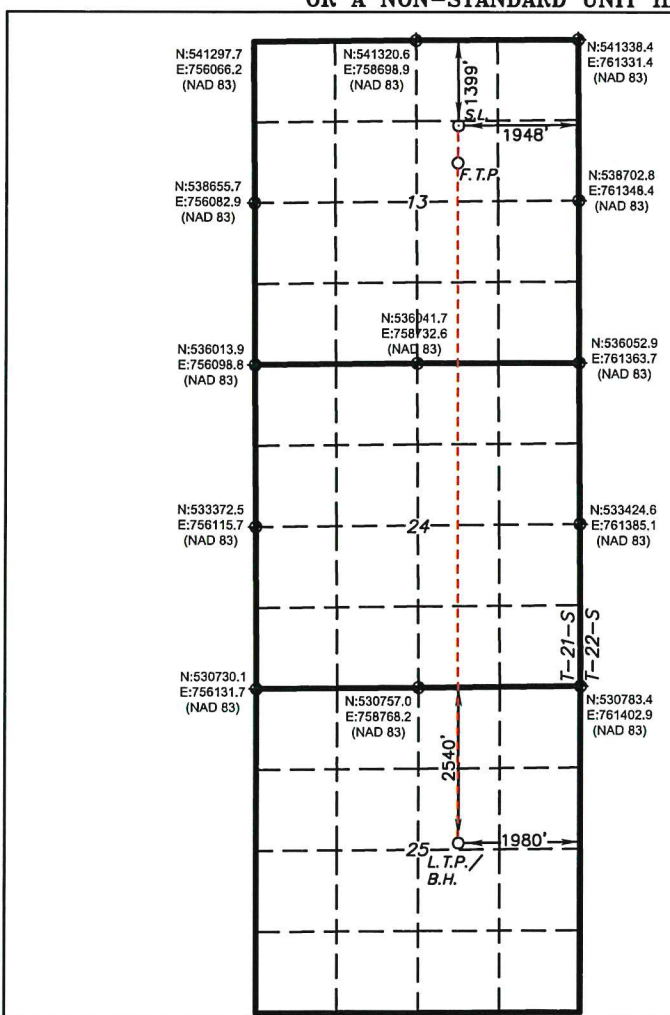 OR A NON-STANDARD UNIT
N:541297.7
E:756066.2
(NAD 83)
N:541320.6
E:758698.9
(NAD 83)
N:541338.4
E:761331.4
(NAD 83)
1399'
S.L.
1948'
F.T.P.
N:538655.7
E:756082.9
(NAD 83)
13
N:538702.8
E:761348.4
(NAD 83)
N:536041.7
E:758732.6
(NAD 83)
N:536013.9
E:756098.8
(NAD 83)
N:536052.9
E:761363.7
(NAD 83)
N:533372.5
E:756115.7
(NAD 83)
24
N:533424.6
E:761385.1
(NAD 83)
T-21-S
T-22-S
N:530730.1
E:756131.7
(NAD 83)
N:530757.0
E:758768.2
(NAD 83)
N:530783.4
E:761402.9
(NAD 83)
2540'
25
L.T.P./
B.H.
1980'